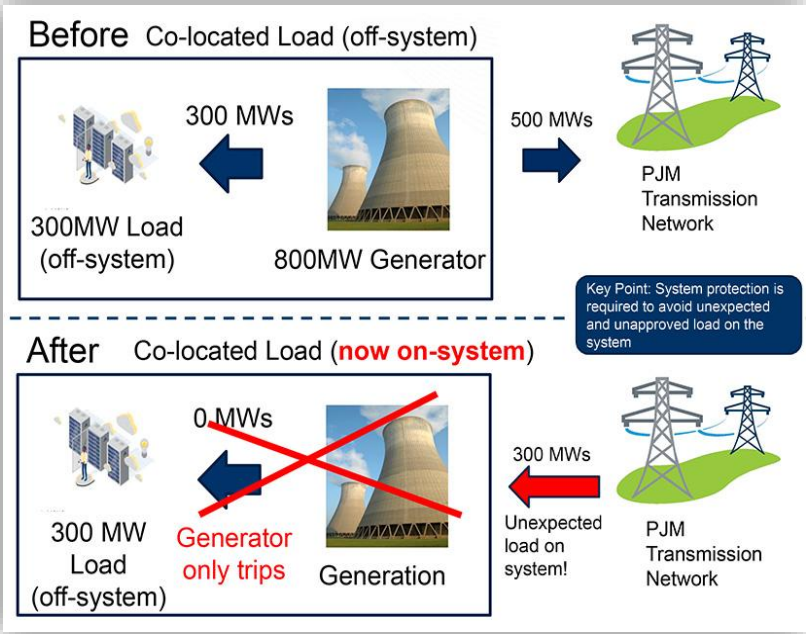 Before Co-located Load (off-system)
300 MWs
500 MWs
300MW Load
(off-system)
800MW Generator
PJM
Transmission
Network
Key Point: System protection is
required to avoid unexpected
and unapproved load on the
system
After Co-located Load (now on-system)
0 MWs
300 MWs
300 MW
Load
(off-system)
Generator
only trips
Generation
Unexpected
load on
system!
PJM
Transmission
Network